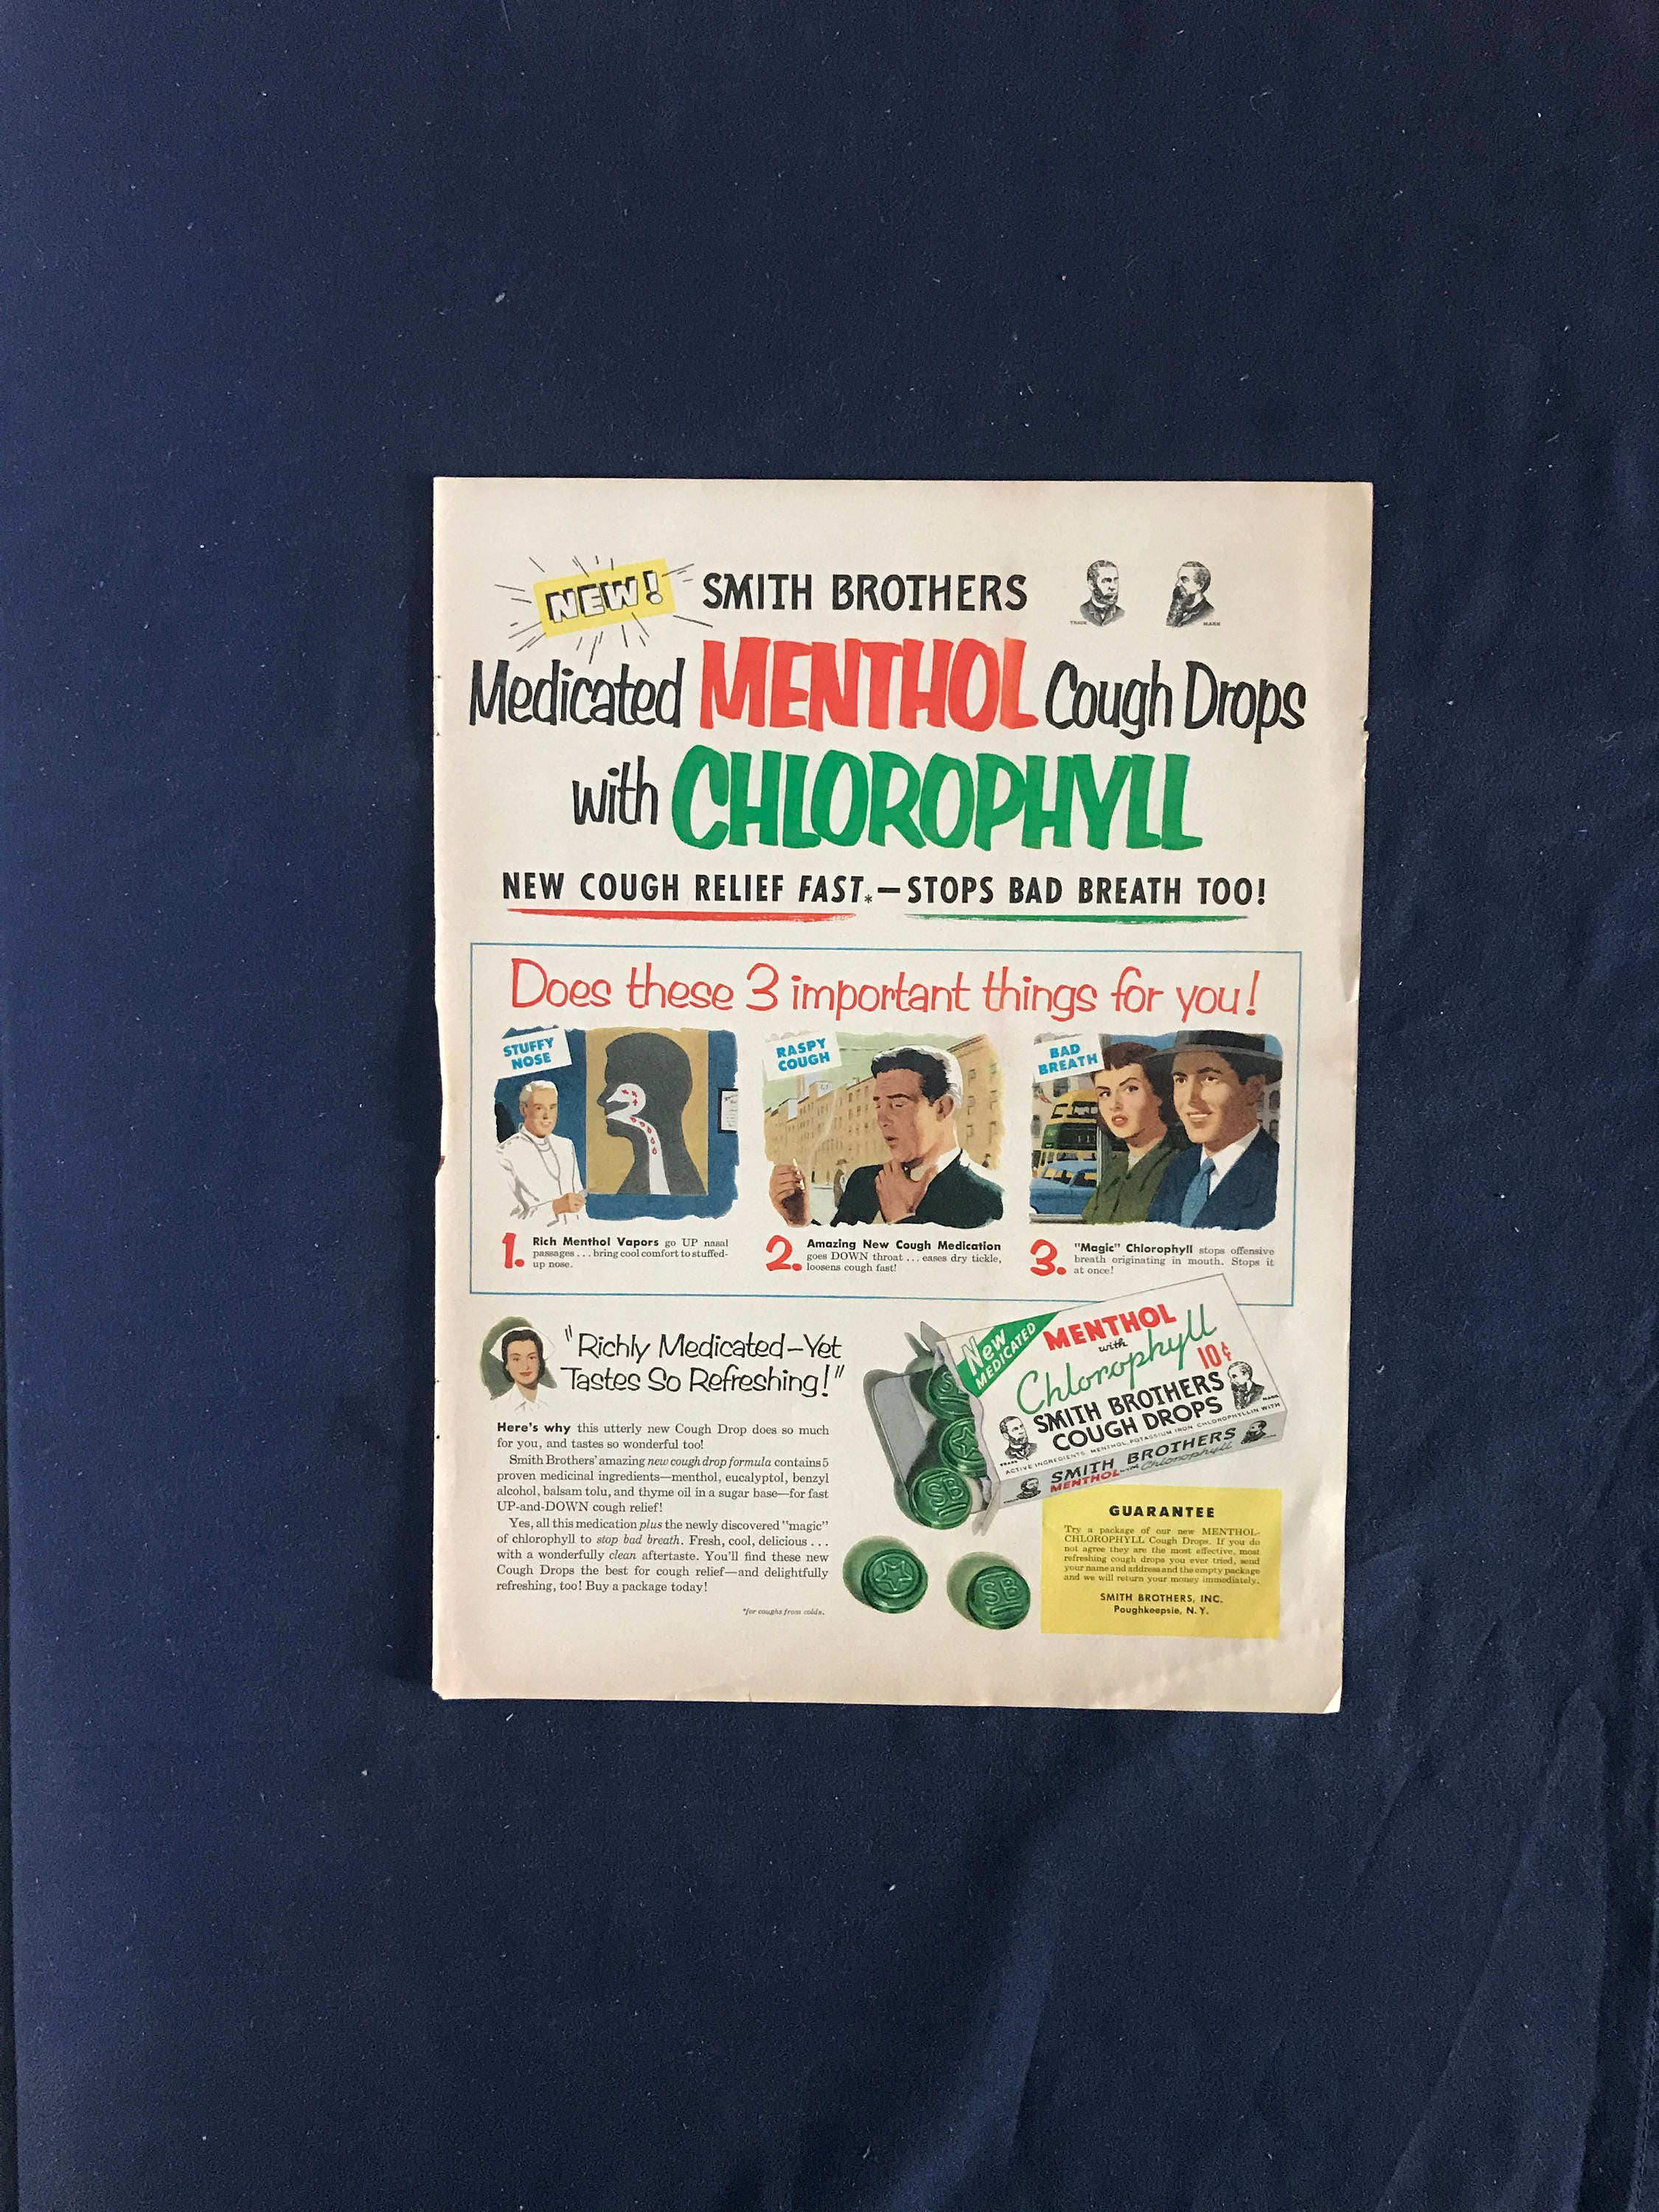 NEW!
SMITH BROTHERS
TRADE
MARK
Medicated MENTHOL Cough Drops
with CHLOROPHYLL
NEW COUGH RELIEF FAST*—STOPS BAD BREATH TOO!
Does these 3 important things for you!
STUFFY
NOSE
RASPY
COUGH
BAD
BREATH
1. Rich Menthol Vapors go UP nasal
passages . . . bring cool comfort to stuffed-
up nose.
2. Amazing New Cough Medication
goes DOWN throat . . . eases dry tickle,
loosens cough fast!
3. "Magic" Chlorophyll stops offensive
breath originating in mouth. Stops it
at once!
"Richly Medicated—Yet
Tastes So Refreshing!"
Here's why this utterly new Cough Drop does so much
for you, and tastes so wonderful too!
Smith Brothers' amazing new cough drop formula contains 5
proven medicinal ingredients—menthol, eucalyptol, benzyl
alcohol, balsam tolu, and thyme oil in a sugar base—for fast
UP-and-DOWN cough relief!
Yes, all this medication plus the newly discovered "magic"
of chlorophyll to stop bad breath. Fresh, cool, delicious . . .
with a wonderfully clean aftertaste. You'll find these new
Cough Drops the best for cough relief—and delightfully
refreshing, too! Buy a package today!
*for coughs from colds.
New
MEDICATED
MENTHOL
with
Chlorophyll
10¢
SMITH BROTHERS
COUGH DROPS
TRADE
MARK
ACTIVE INGREDIENTS MENTHOL, POTASSIUM IRON CHLOROPHYLLIN WITH
SMITH BROTHERS
MENTHOL with Chlorophyll
SB
SB
GUARANTEE
Try a package of our new MENTHOL-
CHLOROPHYLL Cough Drops. If you do
not agree they are the most effective, most
refreshing cough drops you ever tried, send
your name and address and the empty package
and we will return your money immediately.
SMITH BROTHERS, INC.
Poughkeepsie, N. Y.